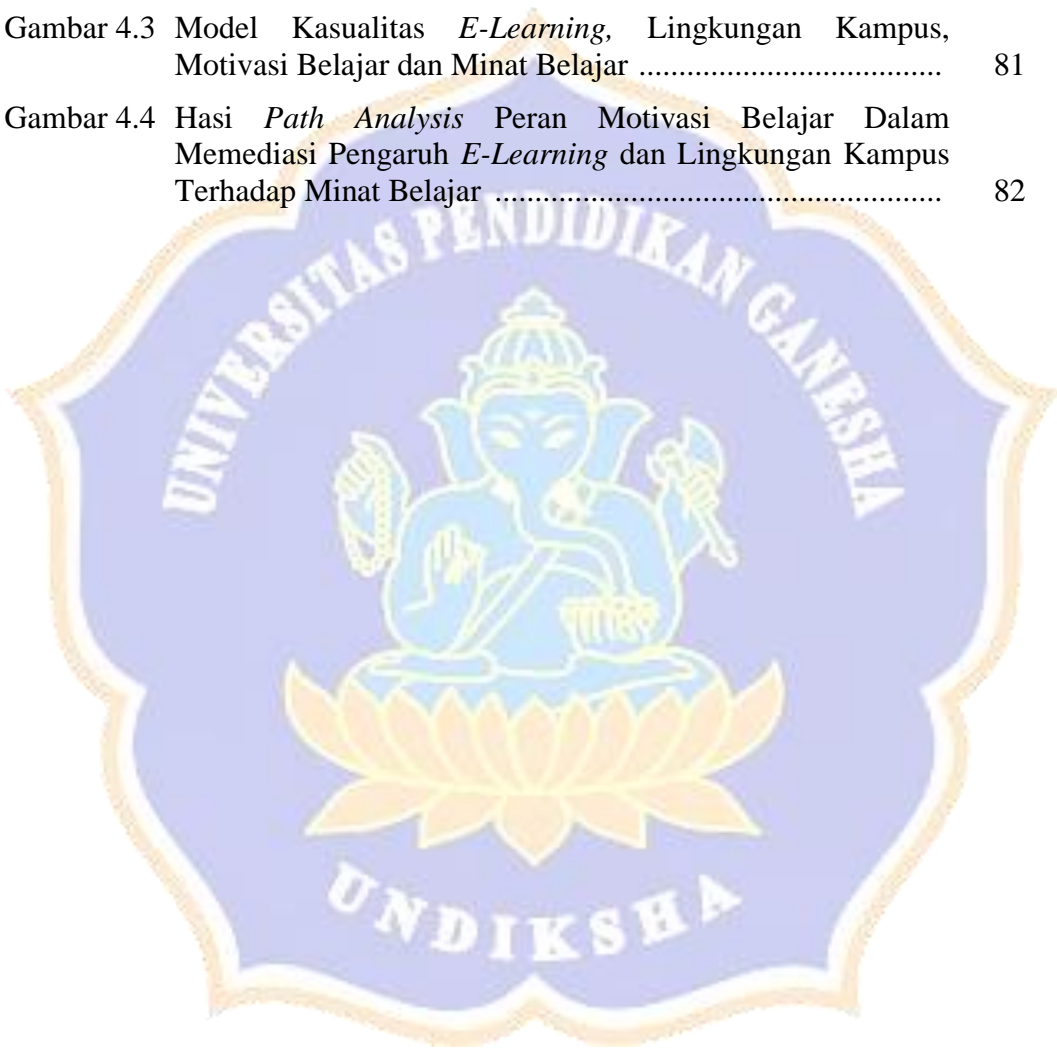 Gambar 4.3 Model Kasualitas E-Learning, Lingkungan Kampus,
Motivasi Belajar dan Minat Belajar ...................................... 81
Gambar 4.4 Hasi Path Analysis Peran Motivasi Belajar Dalam
Memediasi Pengaruh E-Learning dan Lingkungan Kampus
Terhadap Minat Belajar ........................................................ 82
UNIVERSITAS PENDIDIKAN GANESHA
UNDIKSHA